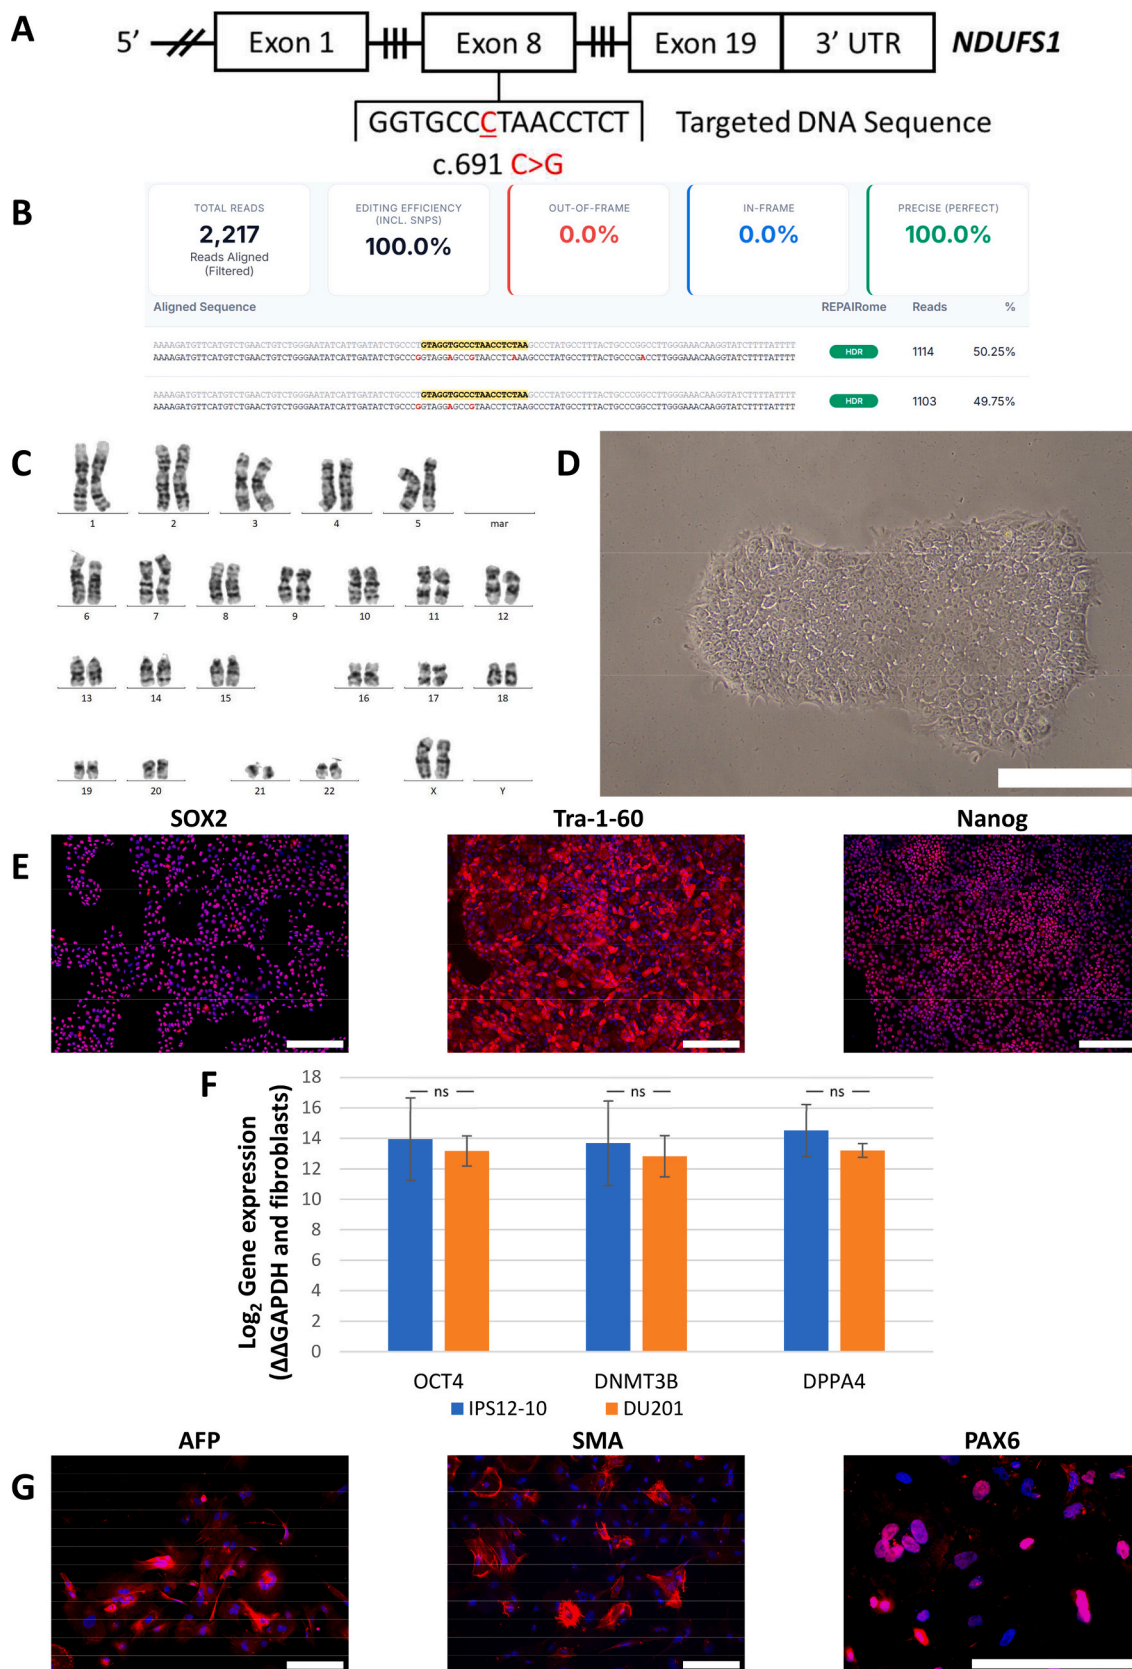 A
5’ Exon 1 Exon 8 Exon 19 3’ UTR NDUFS1
GGTGCCCTAACCTCT Targeted DNA Sequence
c.691 C>G
B
TOTAL READS
2,217
Reads Aligned
(Filtered)
EDITING EFFICIENCY
(INCL. SNPS)
100.0%
OUT-OF-FRAME
0.0%
IN-FRAME
0.0%
PRECISE (PERFECT)
100.0%
Aligned Sequence REPAIRome Reads %
AAAAGATGTTCATGTCTGAACTGTCTGGGAATATCATTGATATCTGCCCTGTAGGTGCCCTAACCTCTAAGCCCTATGCCTTTACTGCCCGGCCTTGGGAAACAAGGTATCTTTTATTTT
AAAAGATGTTCATGTCTGAACTGTCTGGGAATATCATTGATATCTGCCCGGTAGGAGCCGTAACCTCAAAGCCCTATGCCTTTACTGCCCGACCTTGGGAAACAAGGTATCTTTTATTTT
HDR 1114 50.25%
AAAAGATGTTCATGTCTGAACTGTCTGGGAATATCATTGATATCTGCCCTGTAGGTGCCCTAACCTCTAAGCCCTATGCCTTTACTGCCCGGCCTTGGGAAACAAGGTATCTTTTATTTT
AAAAGATGTTCATGTCTGAACTGTCTGGGAATATCATTGATATCTGCCCGGTAGGAGCCGTAACCTCTAAGCCCTATGCCTTTACTGCCCGGCCTTGGGAAACAAGGTATCTTTTATTTT
HDR 1103 49.75%
C
1 2 3 4 5 mar
6 7 8 9 10 11 12
13 14 15 16 17 18
19 20 21 22 X Y
D
E
SOX2 Tra-1-60 Nanog
F
Log₂ Gene expression
(ΔΔGAPDH and fibroblasts)
18
16
14
12
10
8
6
4
2
0
ns ns ns
OCT4 DNMT3B DPPA4
IPS12-10 DU201
G
AFP SMA PAX6